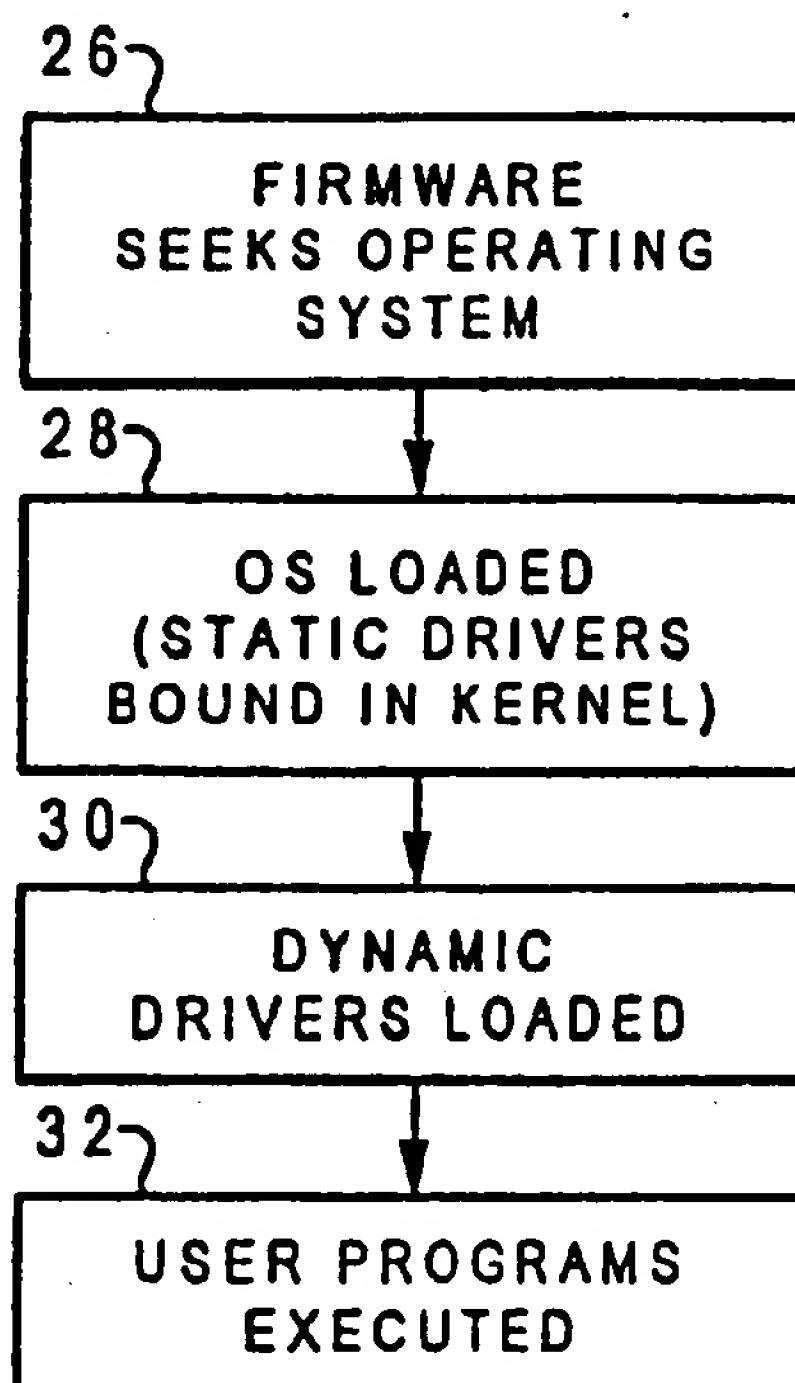 26
FIRMWARE
SEEKS OPERATING
SYSTEM
28
OS LOADED
(STATIC DRIVERS
BOUND IN KERNEL)
30
DYNAMIC
DRIVERS LOADED
32
USER PROGRAMS
EXECUTED